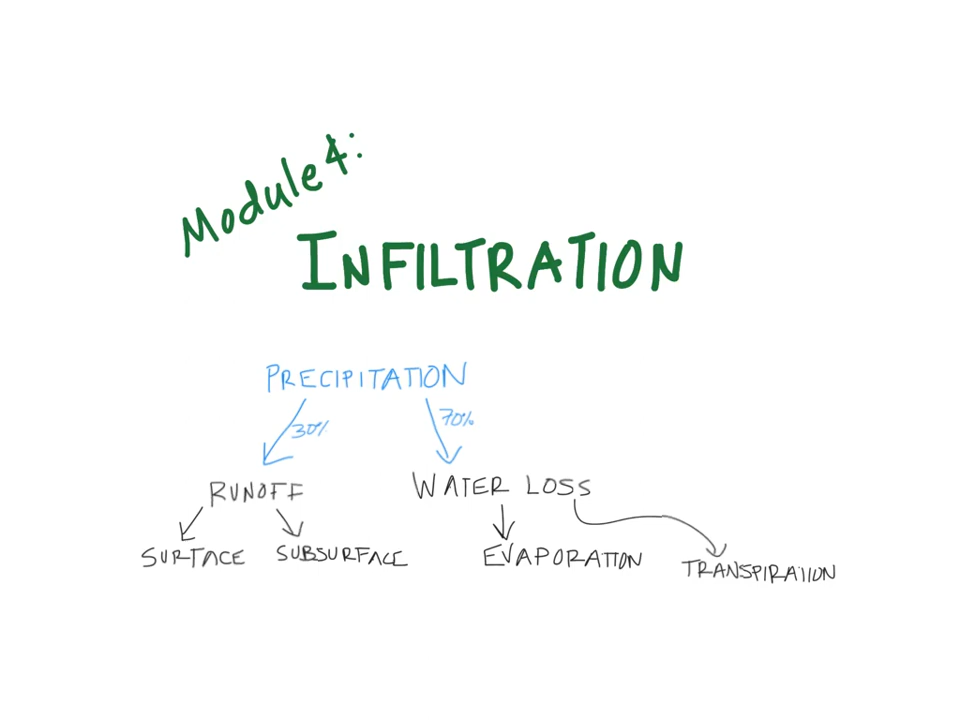 Module 4:
INFILTRATION
PRECIPITATION
30% 70%
RUNOFF WATER LOSS
SURFACE SUBSURFACE EVAPORATION TRANSPIRATION